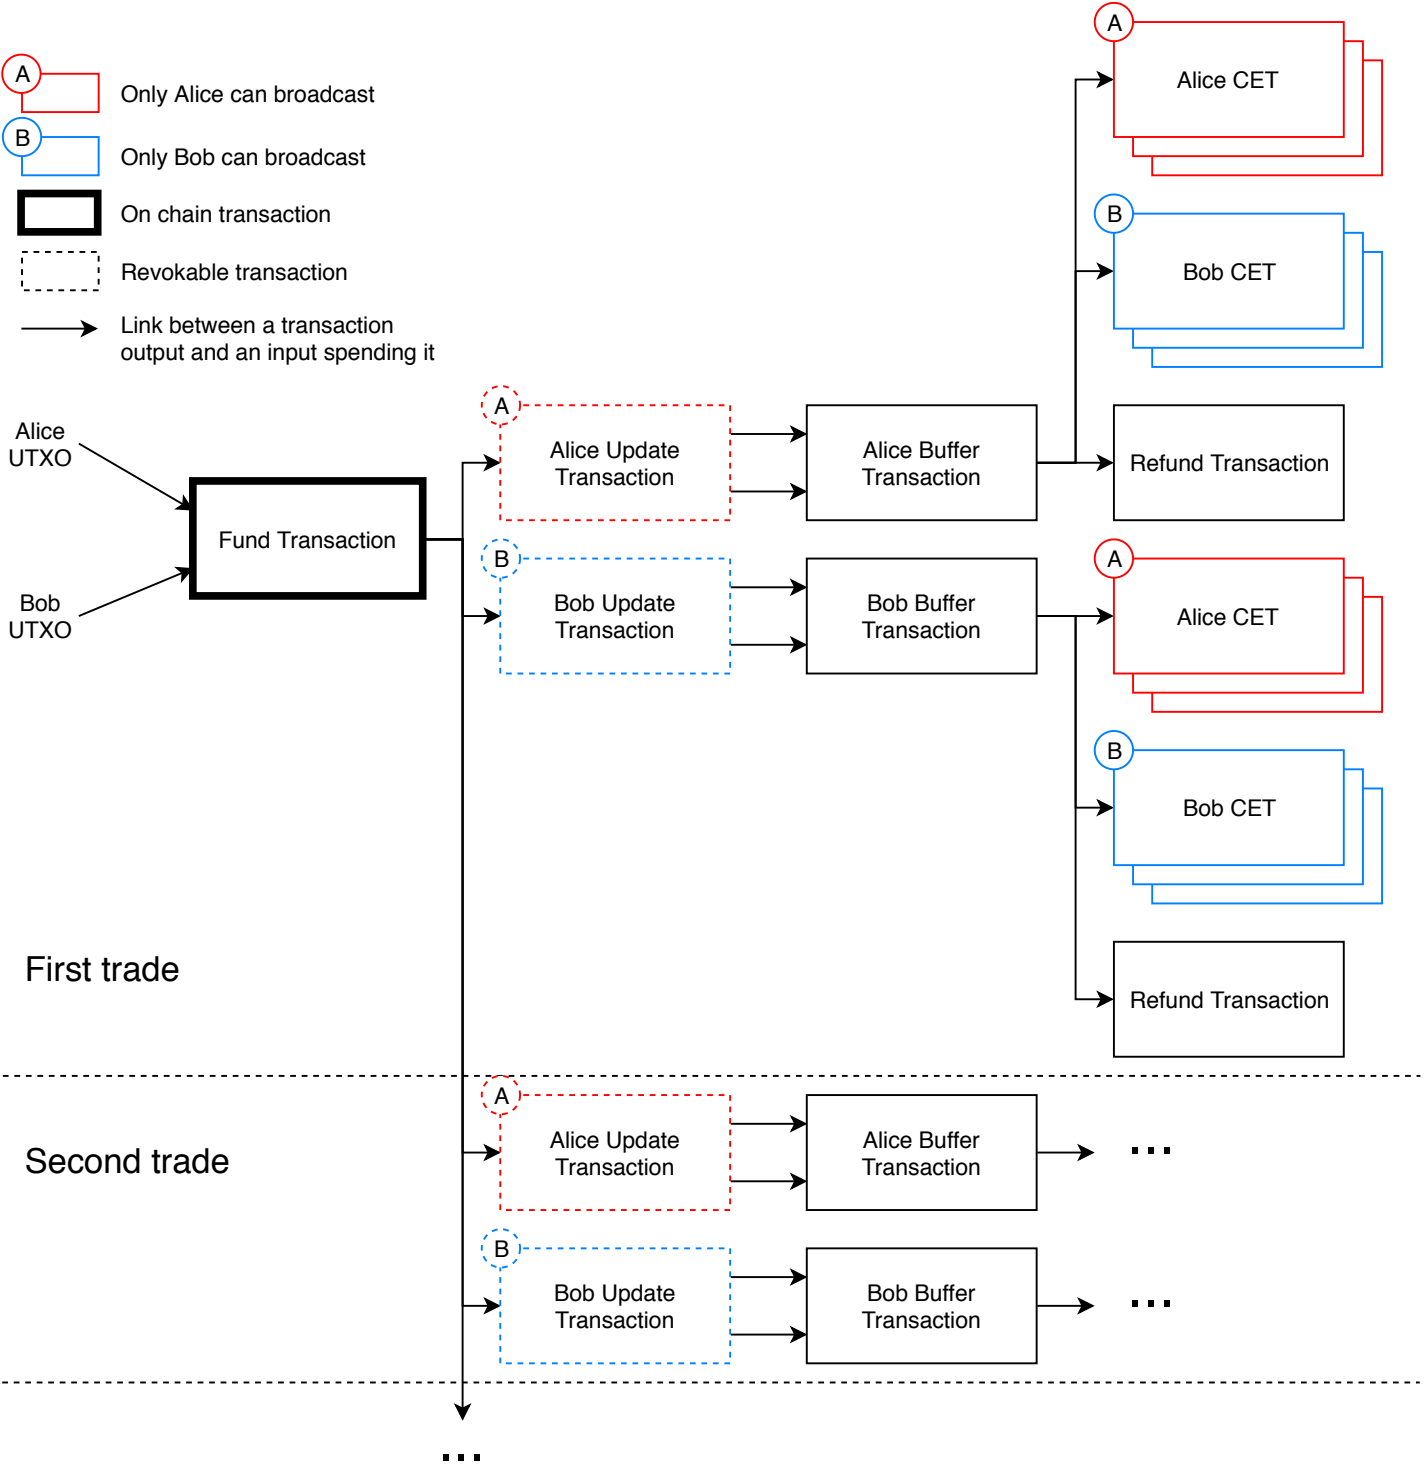 A
Only Alice can broadcast
B
Only Bob can broadcast
On chain transaction
Revokable transaction
Link between a transaction
output and an input spending it
Alice
UTXO
Bob
UTXO
Fund Transaction
A
Alice Update
Transaction
Alice Buffer
Transaction
A
Alice CET
B
Bob CET
Refund Transaction
B
Bob Update
Transaction
Bob Buffer
Transaction
A
Alice CET
B
Bob CET
Refund Transaction
First trade
Second trade
A
Alice Update
Transaction
Alice Buffer
Transaction
...
B
Bob Update
Transaction
Bob Buffer
Transaction
...
...